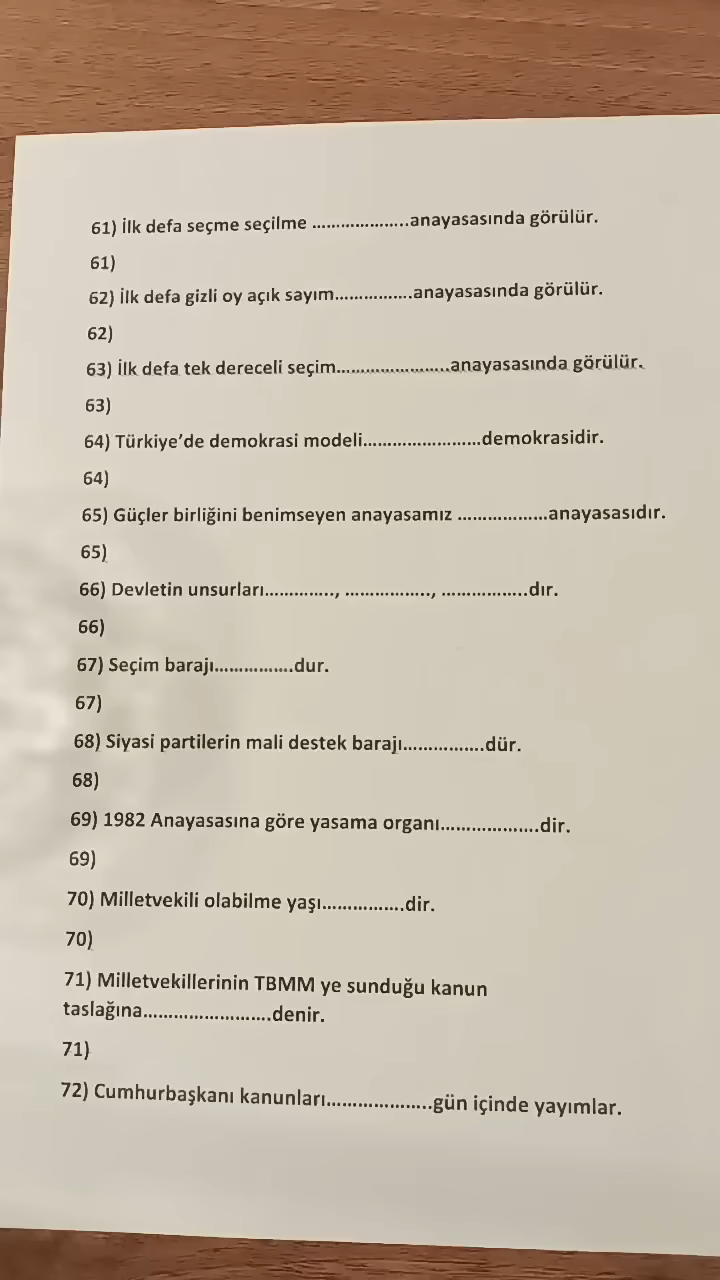 61) İlk defa seçme seçilme ...................anayasasında görülür.
61)
62) İlk defa gizli oy açık sayım...............anayasasında görülür.
62)
63) İlk defa tek dereceli seçim......................anayasasında görülür.
63)
64) Türkiye’de demokrasi modeli.......................demokrasidir.
64)
65) Güçler birliğini benimseyen anayasamız ..................anayasasıdır.
65)
66) Devletin unsurları.............., ................., .................dır.
66)
67) Seçim barajı................dur.
67)
68) Siyasi partilerin mali destek barajı................dür.
68)
69) 1982 Anayasasına göre yasama organı...................dir.
69)
70) Milletvekili olabilme yaşı................dir.
70)
71) Milletvekillerinin TBMM ye sunduğu kanun
taslağına.........................denir.
71)
72) Cumhurbaşkanı kanunları....................gün içinde yayımlar.